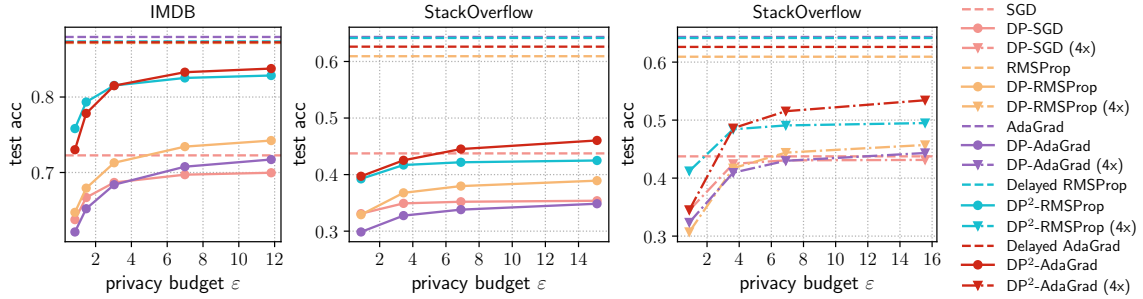 IMDB
0.8
0.7
test acc
2 4 6 8 10 12
privacy budget ε
StackOverflow
0.6
0.5
0.4
0.3
test acc
2 4 6 8 10 12 14
privacy budget ε
StackOverflow
0.6
0.5
0.4
0.3
test acc
2 4 6 8 10 12 14 16
privacy budget ε
SGD
DP-SGD
DP-SGD (4x)
RMSProp
DP-RMSProp
DP-RMSProp (4x)
AdaGrad
DP-AdaGrad
DP-AdaGrad (4x)
Delayed RMSProp
DP²-RMSProp
DP²-RMSProp (4x)
Delayed AdaGrad
DP²-AdaGrad
DP²-AdaGrad (4x)